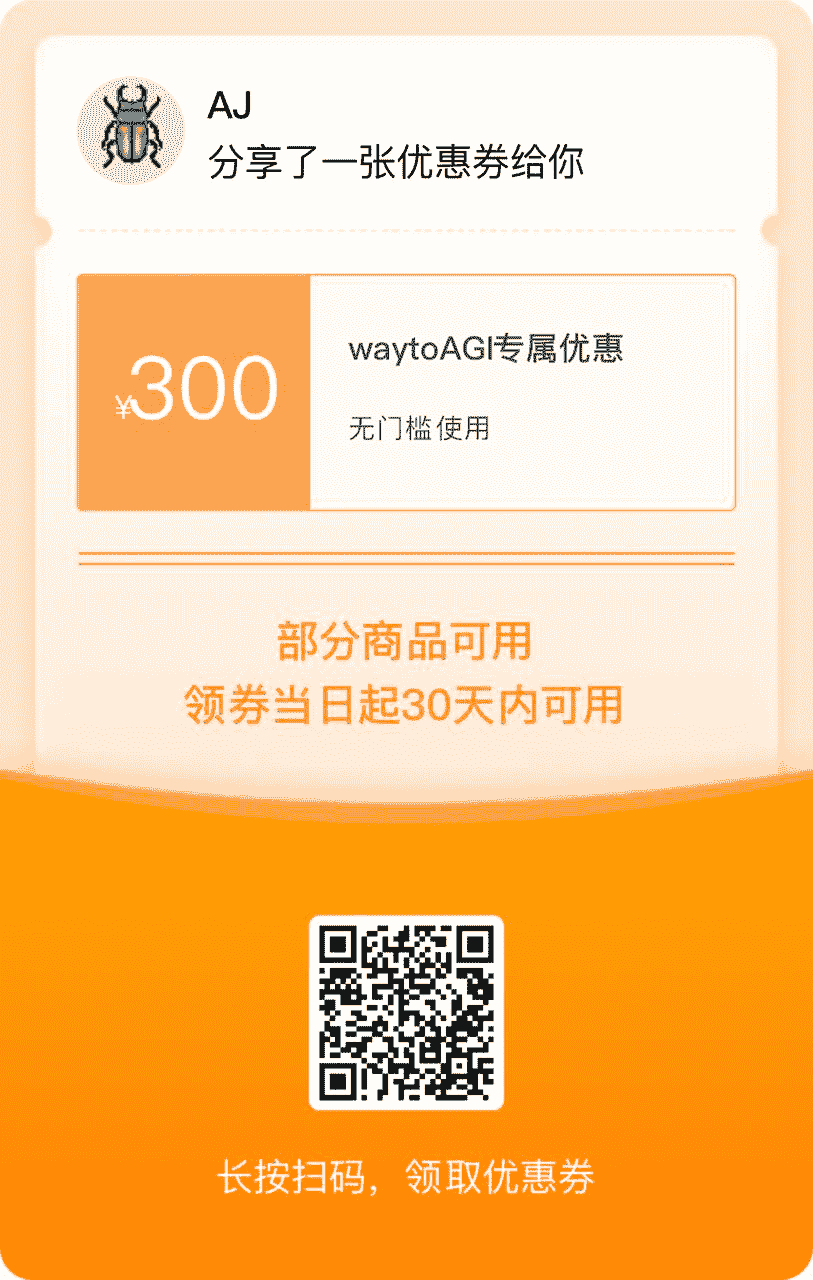 AJ
分享了一张优惠券给你
¥300
waytoAGI专属优惠
无门槛使用
部分商品可用
领券当日起30天内可用
长按扫码，领取优惠券